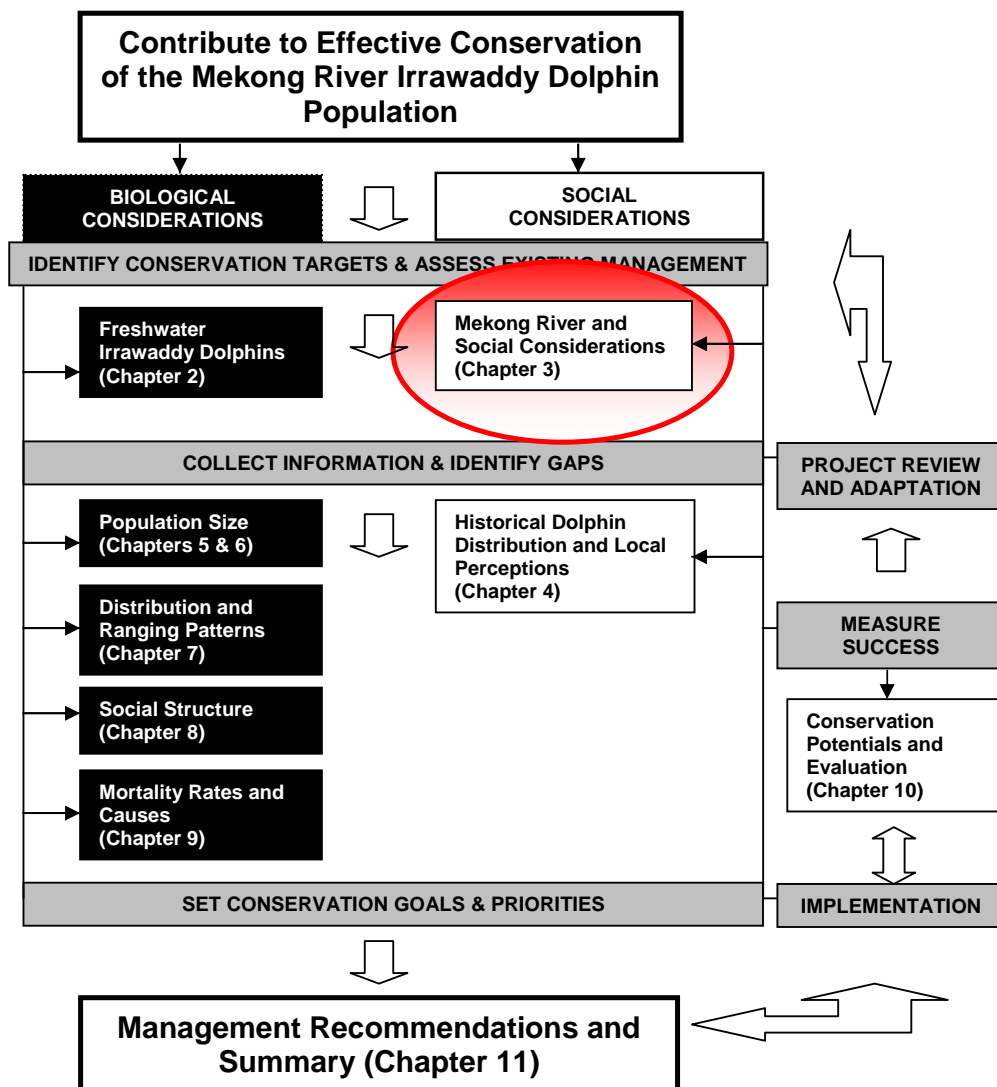 Contribute to Effective Conservation
of the Mekong River Irrawaddy Dolphin
Population
BIOLOGICAL
CONSIDERATIONS
SOCIAL
CONSIDERATIONS
IDENTIFY CONSERVATION TARGETS & ASSESS EXISTING MANAGEMENT
Freshwater
Irrawaddy Dolphins
(Chapter 2)
Mekong River and
Social Considerations
(Chapter 3)
COLLECT INFORMATION & IDENTIFY GAPS
PROJECT REVIEW
AND ADAPTATION
Population Size
(Chapters 5 & 6)
Historical Dolphin
Distribution and Local
Perceptions
(Chapter 4)
Distribution and
Ranging Patterns
(Chapter 7)
MEASURE
SUCCESS
Social Structure
(Chapter 8)
Conservation
Potentials and
Evaluation
(Chapter 10)
Mortality Rates and
Causes
(Chapter 9)
SET CONSERVATION GOALS & PRIORITIES
IMPLEMENTATION
Management Recommendations and
Summary (Chapter 11)